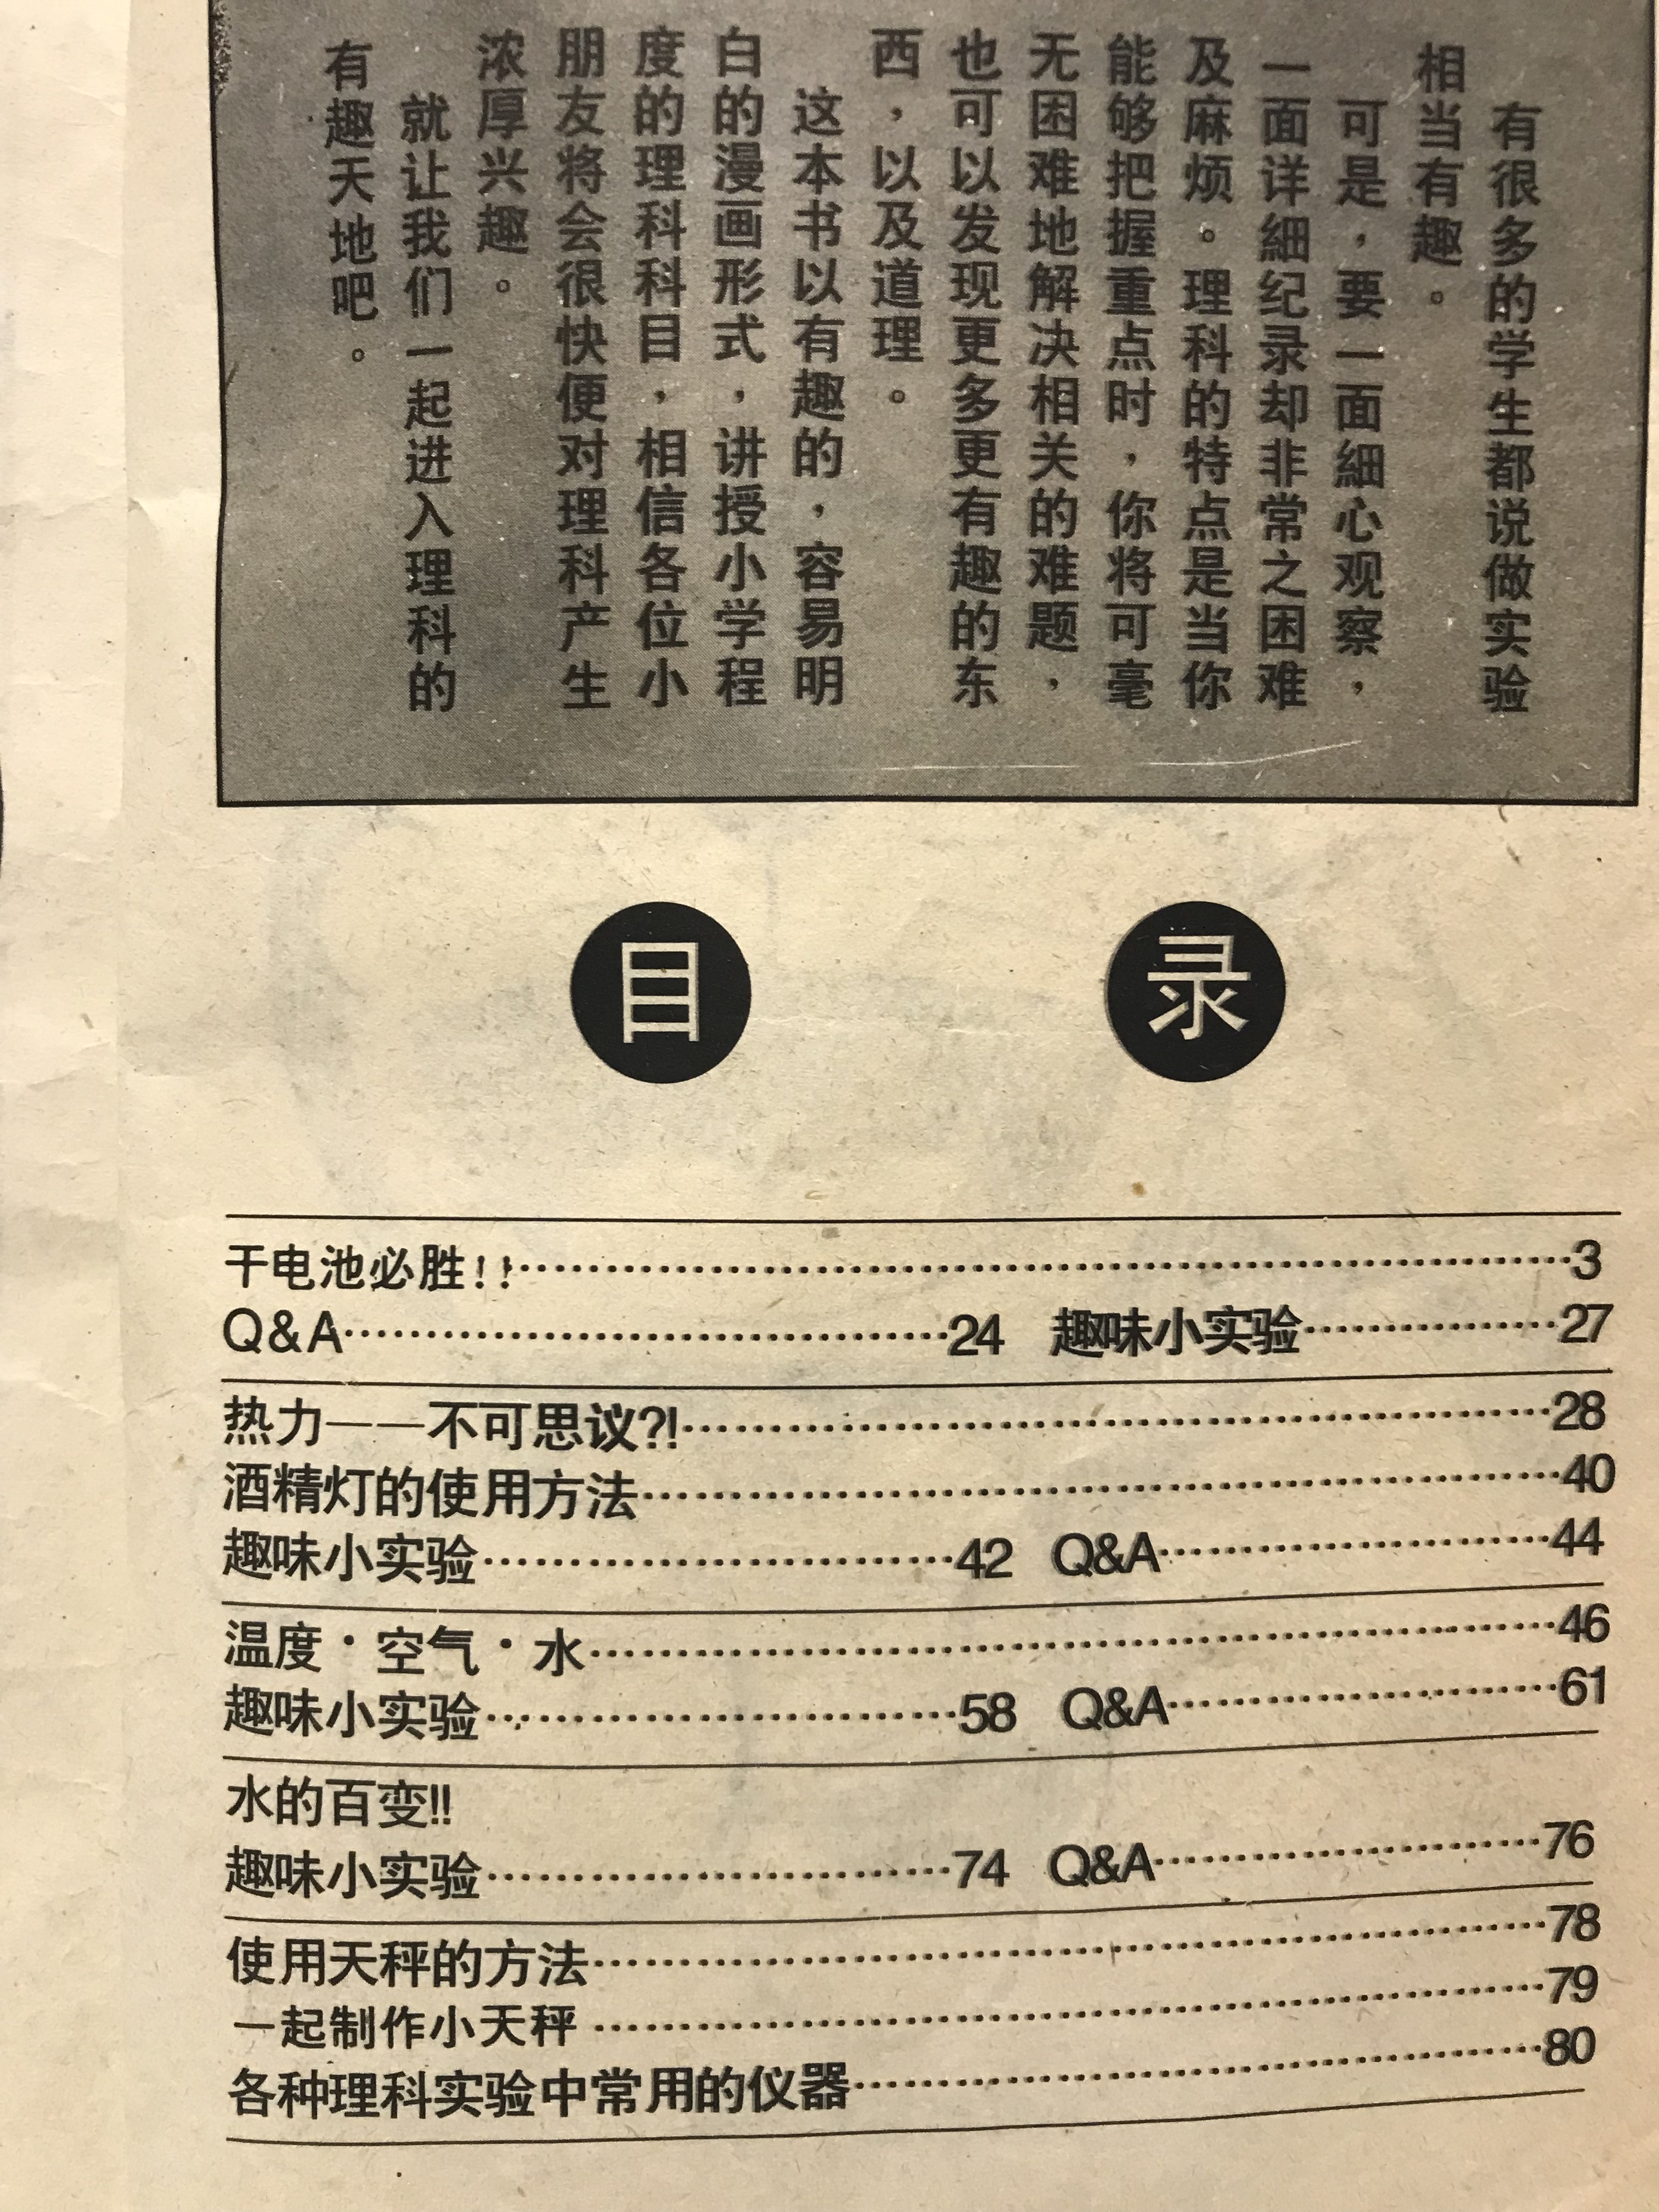 有很多的学生都说做实验
相当有趣。
可是，要一面細心观察，
一面详細纪录却非常之困难
及麻烦。理科的特点是当你
能够把握重点时，你将可毫
无困难地解决相关的难题，
也可以发现更多更有趣的东
西，以及道理。
这本书以有趣的，容易明
白的漫画形式，讲授小学程
度的理科科目，相信各位小
朋友将会很快便对理科产生
浓厚兴趣。
就让我们一起进入理科的
有趣天地吧。
目 录
干电池必胜!!……3
Q&A……24 趣味小实验……27
热力——不可思议?!……28
酒精灯的使用方法……40
趣味小实验……42 Q&A……44
温度・空气・水……46
趣味小实验……58 Q&A……61
水的百变!!
趣味小实验……74 Q&A……76
使用天秤的方法……78
一起制作小天秤……79
各种理科实验中常用的仪器……80